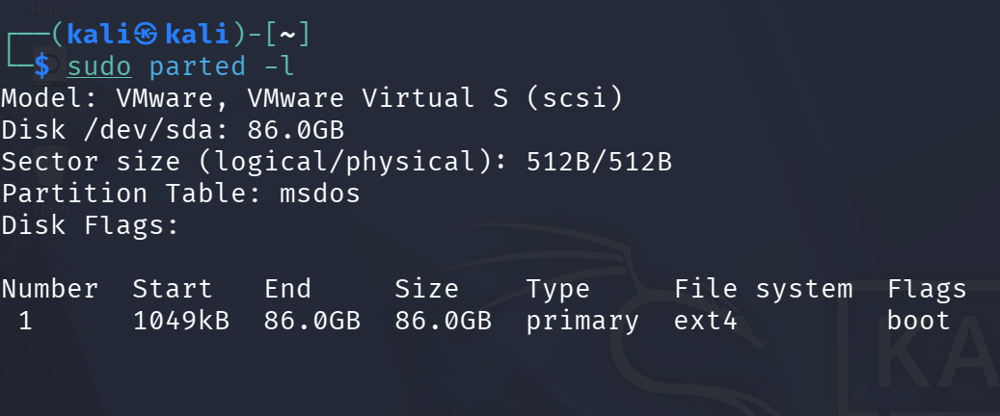 Home
┌──(kali㉿kali)-[~]
└─$ sudo parted -l
Model: VMware, VMware Virtual S (scsi)
Disk /dev/sda: 86.0GB
Sector size (logical/physical): 512B/512B
Partition Table: msdos
Disk Flags:
Number  Start   End     Size    Type     File system  Flags
 1      1049kB  86.0GB  86.0GB  primary  ext4         boot
KA